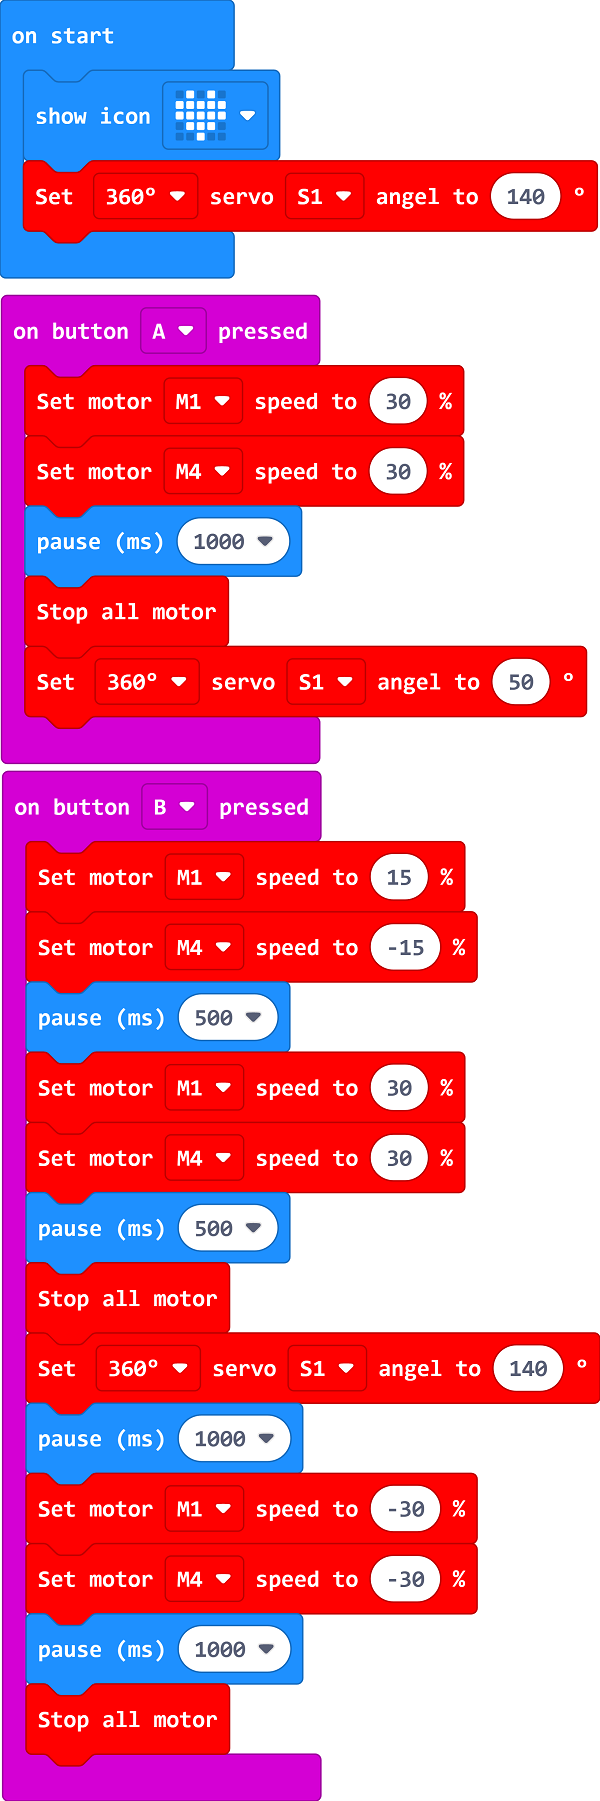 on start
show icon
Set 360° servo S1 angel to 140 °
on button A pressed
Set motor M1 speed to 30 %
Set motor M4 speed to 30 %
pause (ms) 1000
Stop all motor
Set 360° servo S1 angel to 50 °
on button B pressed
Set motor M1 speed to 15 %
Set motor M4 speed to -15 %
pause (ms) 500
Set motor M1 speed to 30 %
Set motor M4 speed to 30 %
pause (ms) 500
Stop all motor
Set 360° servo S1 angel to 140 °
pause (ms) 1000
Set motor M1 speed to -30 %
Set motor M4 speed to -30 %
pause (ms) 1000
Stop all motor